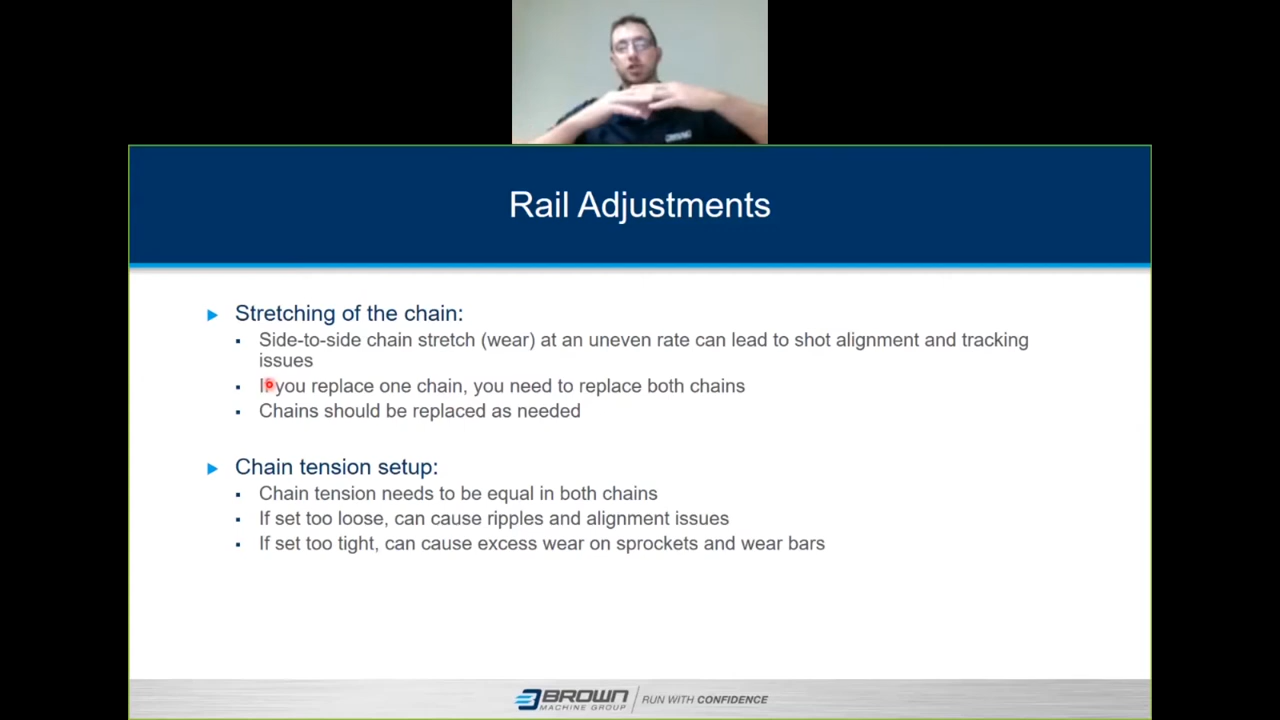 Rail Adjustments
Stretching of the chain:
Side-to-side chain stretch (wear) at an uneven rate can lead to shot alignment and tracking
issues
If you replace one chain, you need to replace both chains
Chains should be replaced as needed
Chain tension setup:
Chain tension needs to be equal in both chains
If set too loose, can cause ripples and alignment issues
If set too tight, can cause excess wear on sprockets and wear bars
BROWN
MACHINE GROUP
RUN WITH CONFIDENCE